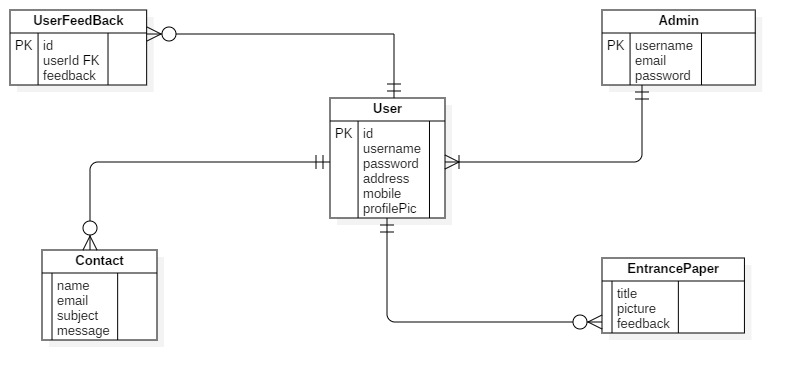 UserFeedBack
PK id
userId FK
feedback
Admin
PK username
email
password
User
PK id
username
password
address
mobile
profilePic
Contact
name
email
subject
message
EntrancePaper
title
picture
feedback